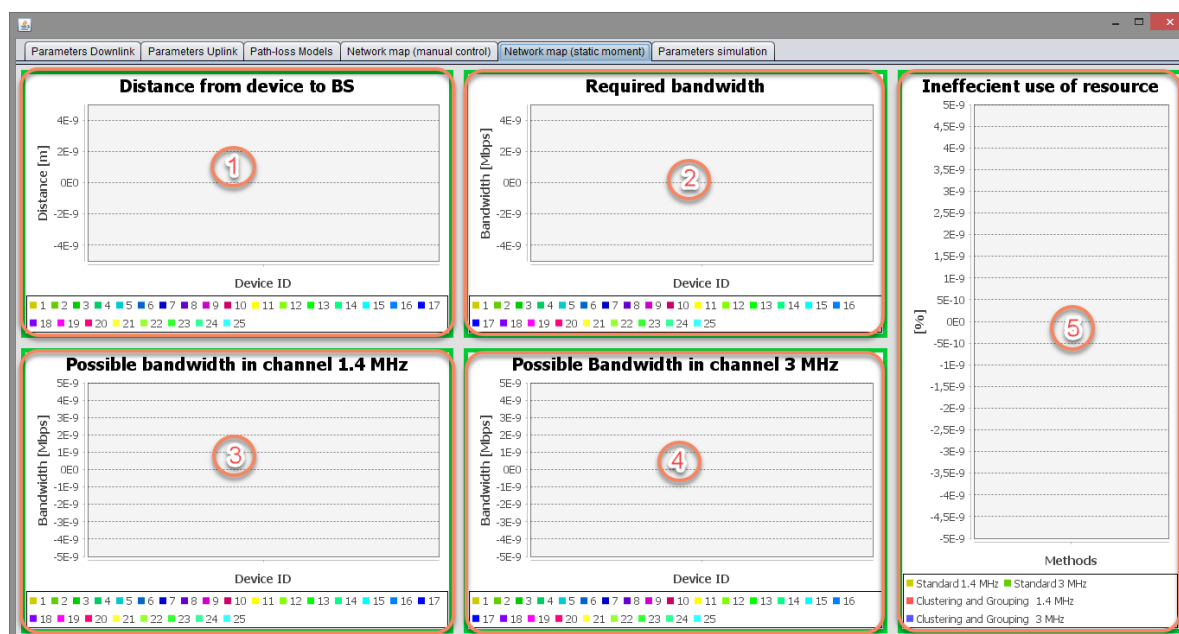 Parameters Downlink Parameters Uplink Path-loss Models Network map (manual control) Network map (static moment) Parameters simulation
Distance from device to BS
4E-9
2E-9
0E0
-2E-9
-4E-9
Distance [m]
1
Device ID
1 2 3 4 5 6 7 8 9 10 11 12 13 14 15 16 17
18 19 20 21 22 23 24 25
Required bandwidth
4E-9
2E-9
0E0
-2E-9
-4E-9
Bandwidth [Mbps]
2
Device ID
1 2 3 4 5 6 7 8 9 10 11 12 13 14 15 16
17 18 19 20 21 22 23 24 25
Possible bandwidth in channel 1.4 MHz
5E-9
4E-9
3E-9
2E-9
1E-9
0E0
-1E-9
-2E-9
-3E-9
-4E-9
-5E-9
Bandwidth [Mbps]
3
Device ID
1 2 3 4 5 6 7 8 9 10 11 12 13 14 15 16 17
18 19 20 21 22 23 24 25
Possible Bandwidth in channel 3 MHz
5E-9
4E-9
3E-9
2E-9
1E-9
0E0
-1E-9
-2E-9
-3E-9
-4E-9
-5E-9
Bandwidth [Mbps]
4
Device ID
1 2 3 4 5 6 7 8 9 10 11 12 13 14 15 16
17 18 19 20 21 22 23 24 25
Ineffecient use of resource
5E-9
4,5E-9
4E-9
3,5E-9
3E-9
2,5E-9
2E-9
1,5E-9
1E-9
5E-10
0E0
-5E-10
-1E-9
-1,5E-9
-2E-9
-2,5E-9
-3E-9
-3,5E-9
-4E-9
-4,5E-9
-5E-9
[%]
5
Methods
Standard 1.4 MHz Standard 3 MHz
Clustering and Grouping 1.4 MHz
Clustering and Grouping 3 MHz